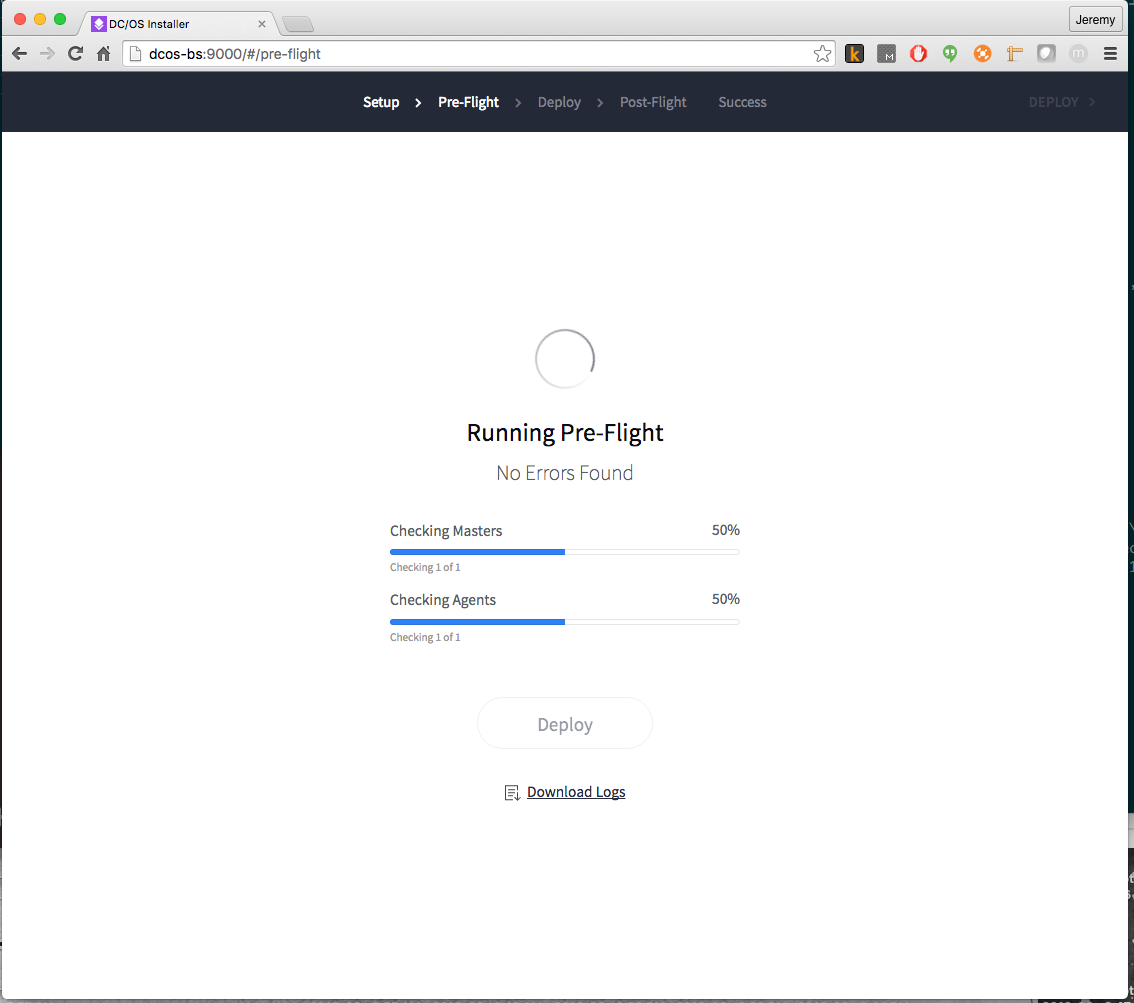 DC/OS Installer
Jeremy
dcos-bs:9000/#/pre-flight
Setup Pre-Flight Deploy Post-Flight Success DEPLOY
Running Pre-Flight
No Errors Found
Checking Masters 50%
Checking 1 of 1
Checking Agents 50%
Checking 1 of 1
Deploy
Download Logs